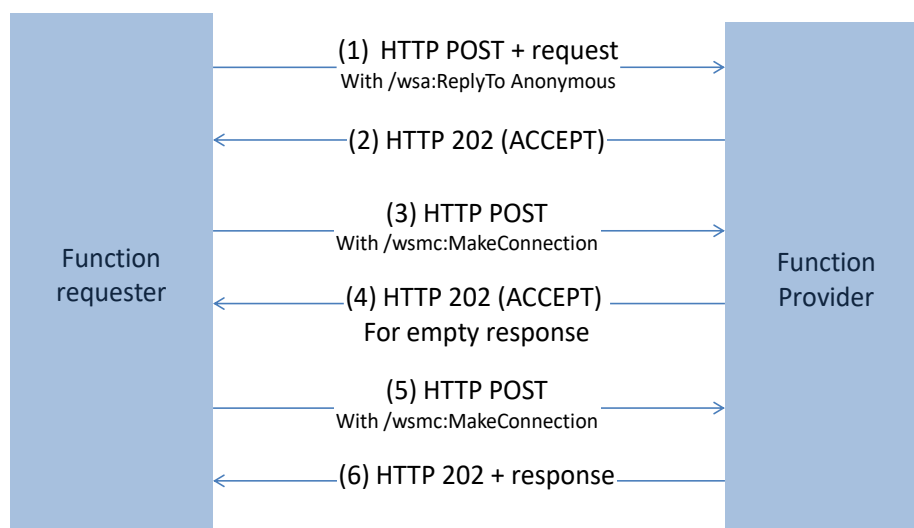 (1) HTTP POST + request
With /wsa:ReplyTo Anonymous
(2) HTTP 202 (ACCEPT)
(3) HTTP POST
With /wsmc:MakeConnection
Function
requester
Function
Provider
(4) HTTP 202 (ACCEPT)
For empty response
(5) HTTP POST
With /wsmc:MakeConnection
(6) HTTP 202 + response